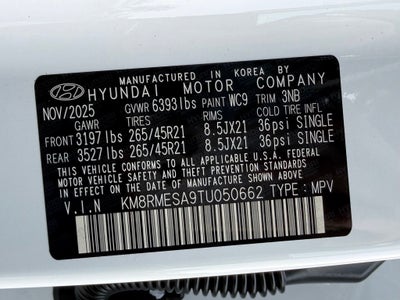 MANUFACTURED IN KOREA BY
HYUNDAI MOTOR COMPANY
NOV/2025 GVWR 6393lbs PAINT WC9 TRIM 3NB
GAWR TIRES RIMS COLD TIRE INFL
FRONT 3197lbs 265/45R21 8.5JX21 36psi SINGLE
REAR 3527lbs 265/45R21 8.5JX21 36psi SINGLE
THIS VEHICLE CONFORMS TO ALL APPLICABLE U.S.A. FEDERAL
MOTOR VEHICLE SAFETY AND THEFT PREVENTION STANDARDS
IN EFFECT ON THE DATE OF MANUFACTURE SHOWN ABOVE.
V.I.N KM8RMESA9TU050662 TYPE : MPV